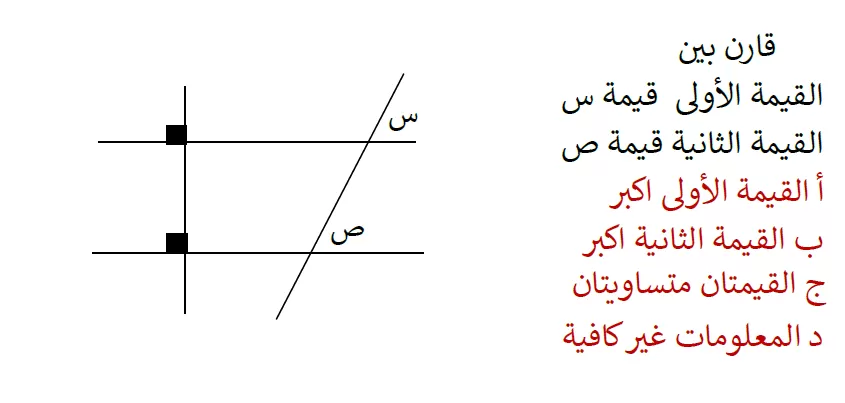 قارن بين
القيمة الأولى قيمة س
القيمة الثانية قيمة ص
أ القيمة الأولى اكبر
ب القيمة الثانية اكبر
ج القيمتان متساويتان
د المعلومات غير كافية
س
ص